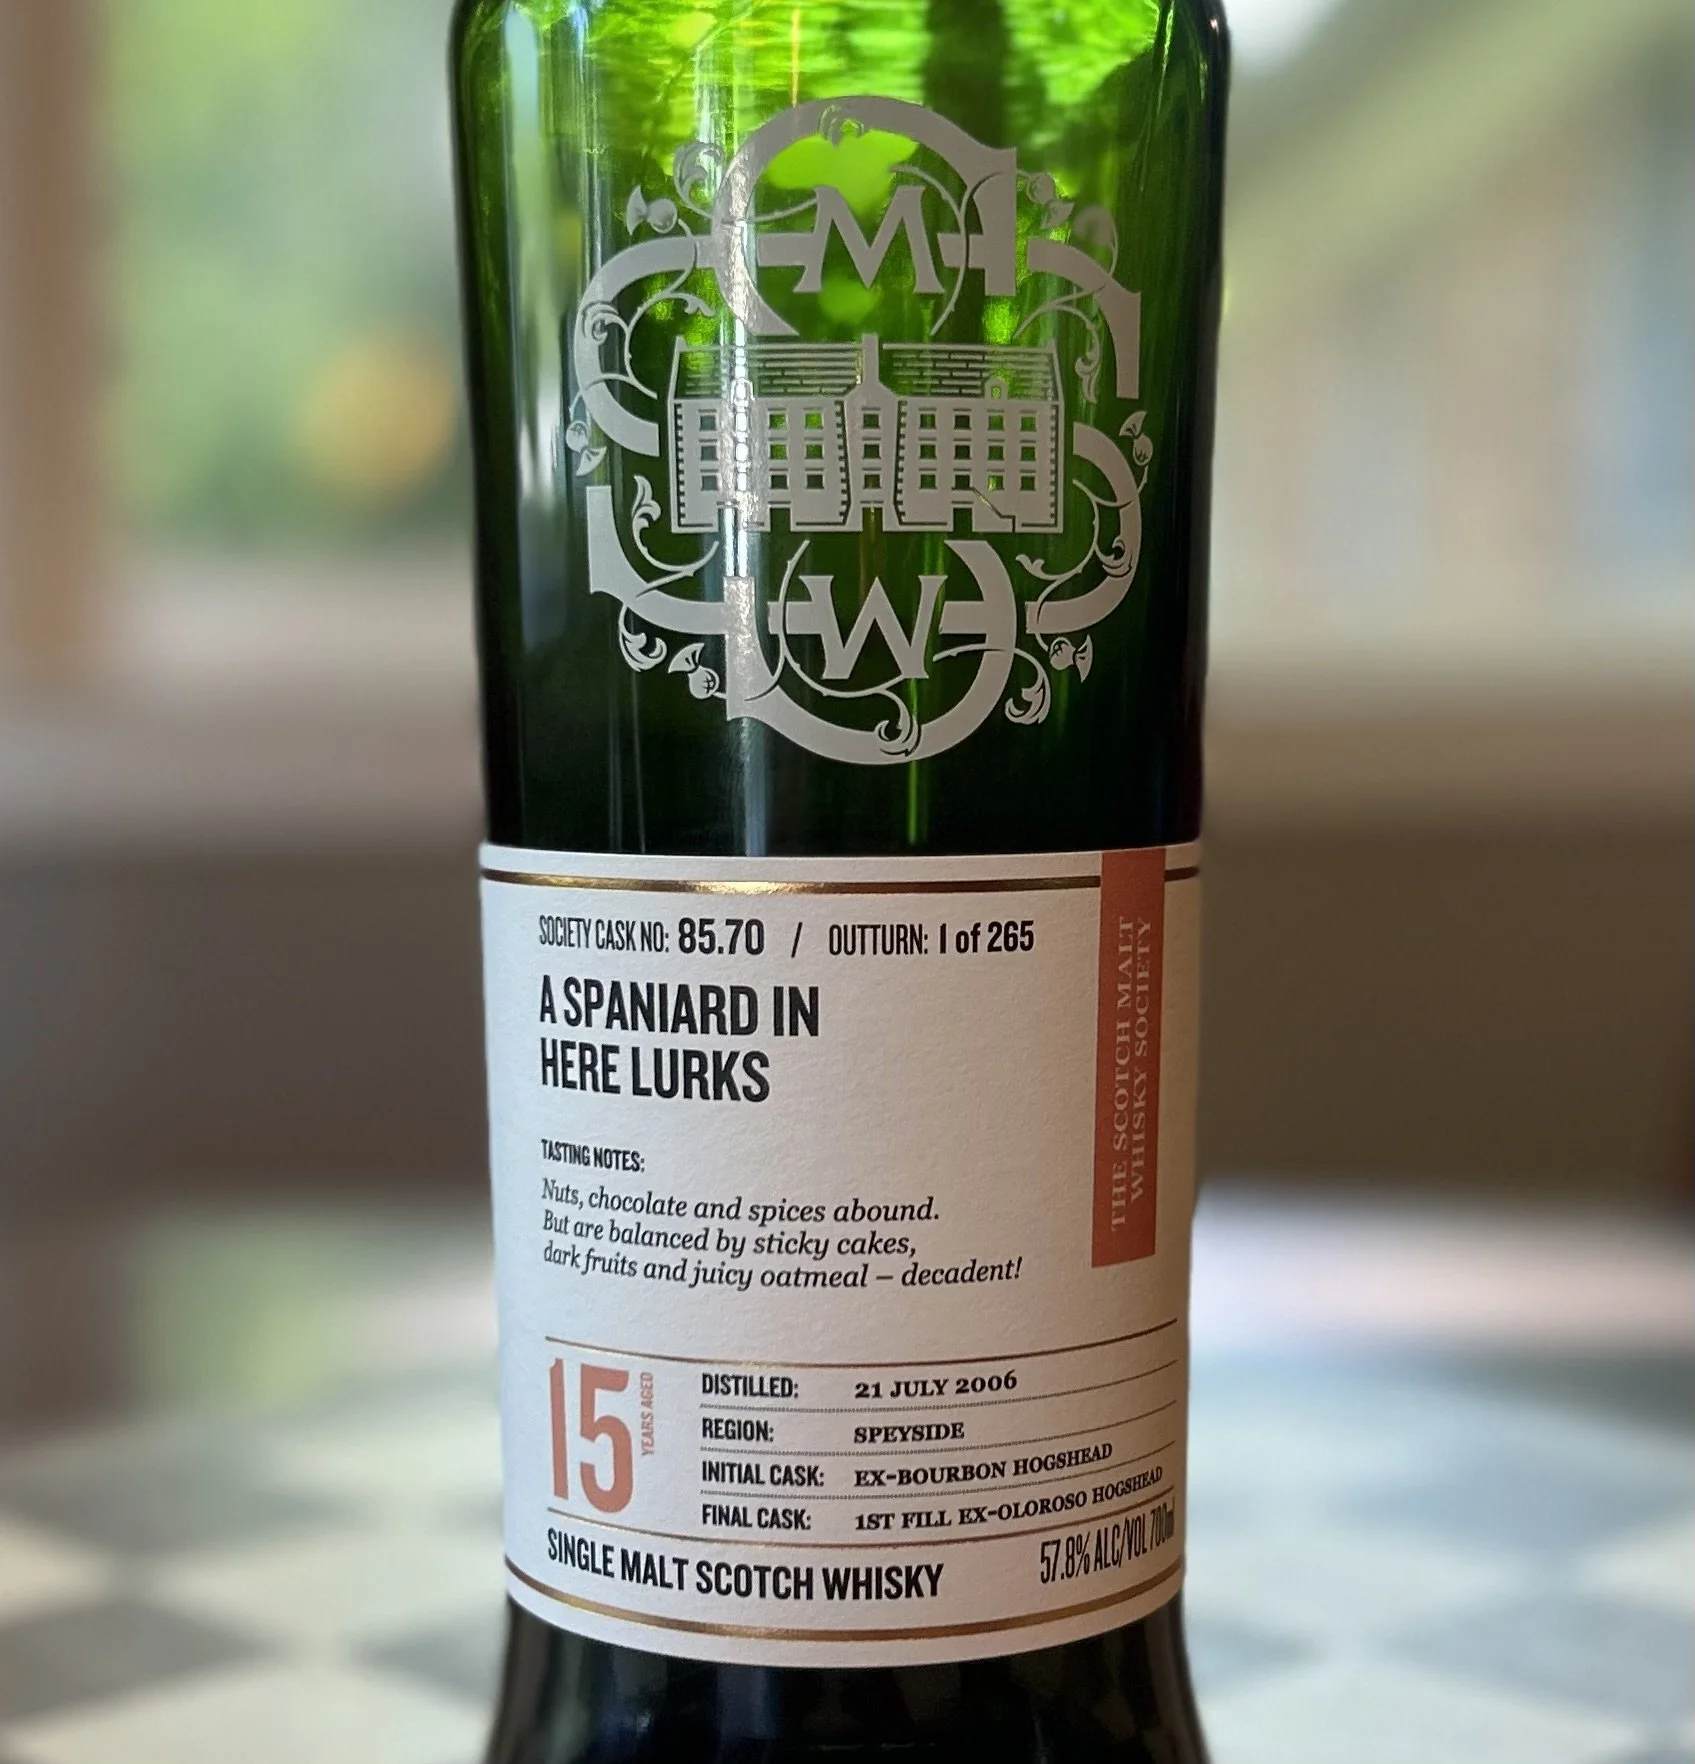 M
W
SOCIETY CASK NO: 85.70 / OUTTURN: 1 of 265
A SPANIARD IN
HERE LURKS
TASTING NOTES:
Nuts, chocolate and spices abound.
But are balanced by sticky cakes,
dark fruits and juicy oatmeal – decadent!
THE SCOTCH MALT
WHISKY SOCIETY
15 YEARS AGED
DISTILLED: 21 JULY 2006
REGION: SPEYSIDE
INITIAL CASK: EX-BOURBON HOGSHEAD
FINAL CASK: 1ST FILL EX-OLOROSO HOGSHEAD
SINGLE MALT SCOTCH WHISKY 57.8% ALC/VOL 700ml